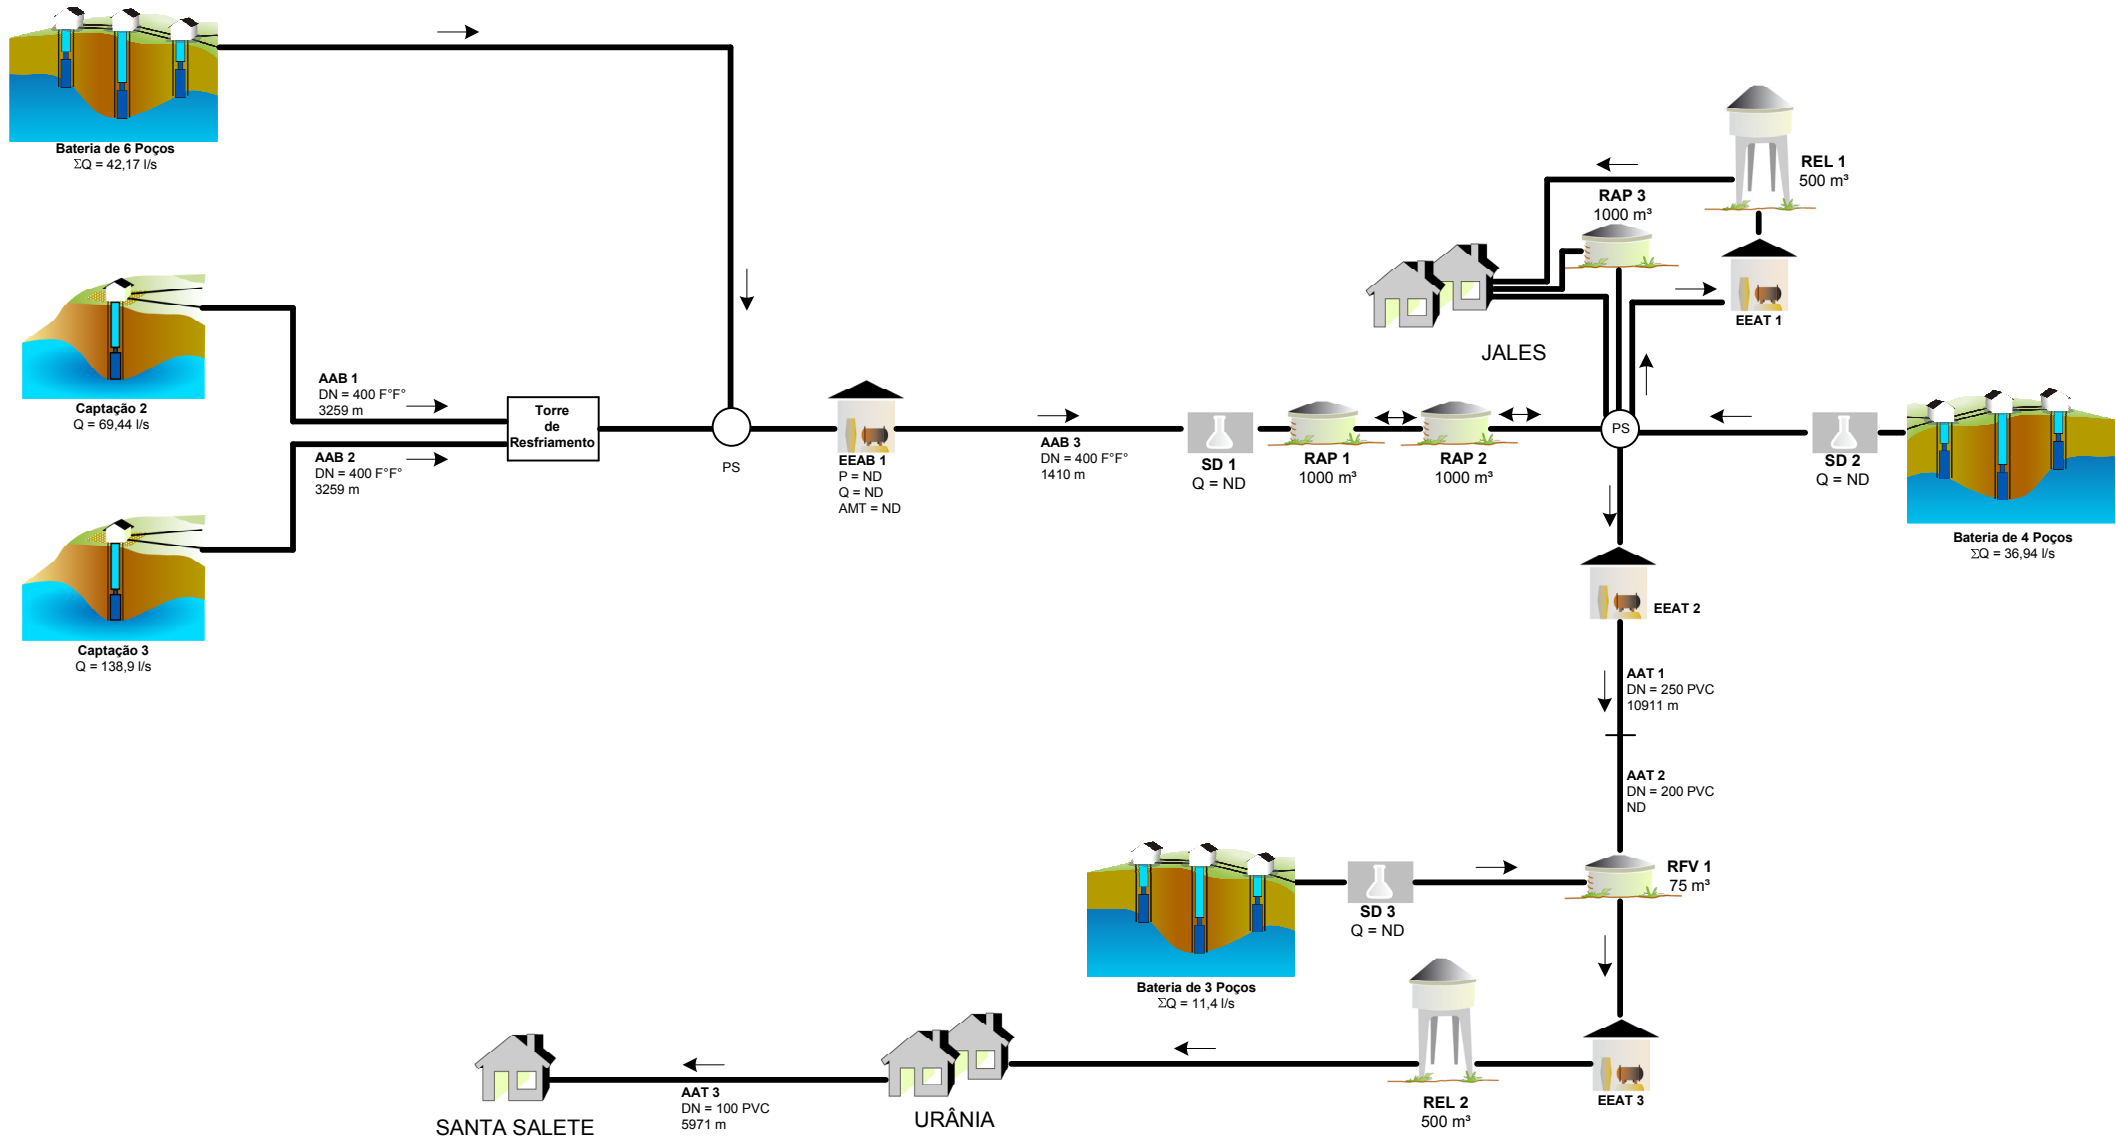 Bateria de 6 Poços
ΣQ = 42,17 l/s
REL 1
500 m³
RAP 3
1000 m³
EEAT 1
JALES
Captação 2
Q = 69,44 l/s
AAB 1
DN = 400 F°F°
3259 m
Torre
de
Resfriamento
AAB 2
DN = 400 F°F°
3259 m
PS
EEAB 1
P = ND
Q = ND
AMT = ND
AAB 3
DN = 400 F°F°
1410 m
SD 1
Q = ND
RAP 1
1000 m³
RAP 2
1000 m³
PS
SD 2
Q = ND
Bateria de 4 Poços
ΣQ = 36,94 l/s
Captação 3
Q = 138,9 l/s
EEAT 2
AAT 1
DN = 250 PVC
10911 m
AAT 2
DN = 200 PVC
ND
RFV 1
75 m³
SD 3
Q = ND
Bateria de 3 Poços
ΣQ = 11,4 l/s
EEAT 3
REL 2
500 m³
URÂNIA
AAT 3
DN = 100 PVC
5971 m
SANTA SALETE